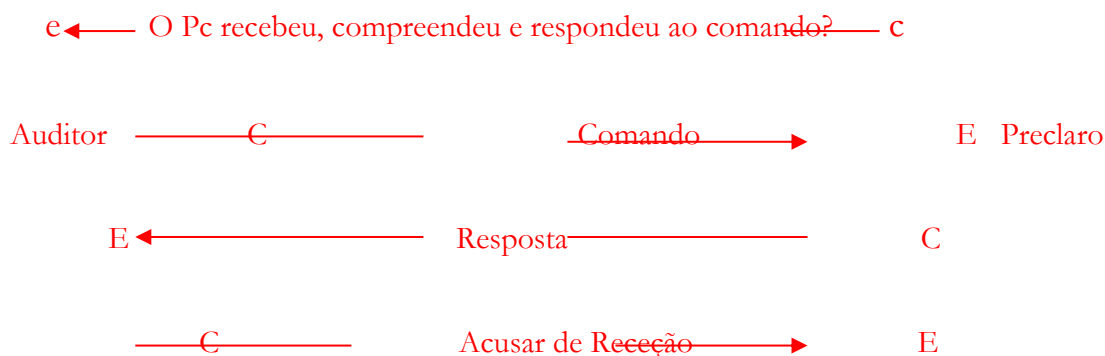 e O Pc recebeu, compreendeu e respondeu ao comando? c
Auditor C Comando E Preclaro
E Resposta C
C Acusar de Receção E